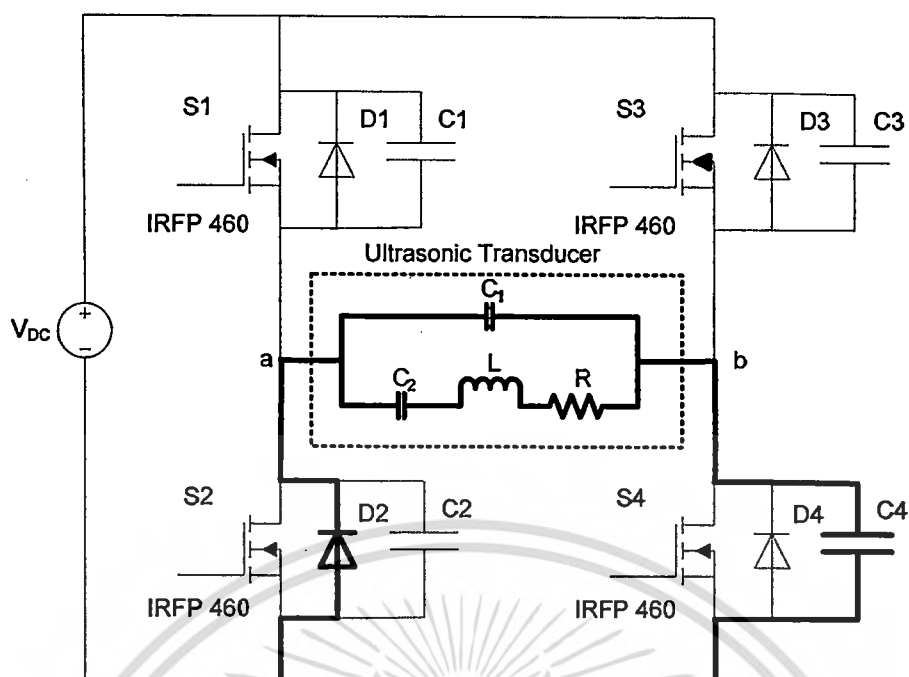 S1
D1
C1
IRFP 460
S3
D3
C3
IRFP 460
Ultrasonic Transducer
C₁
C₂
L
R
V_DC
+
−
a
b
S2
D2
C2
IRFP 460
S4
D4
C4
IRFP 460